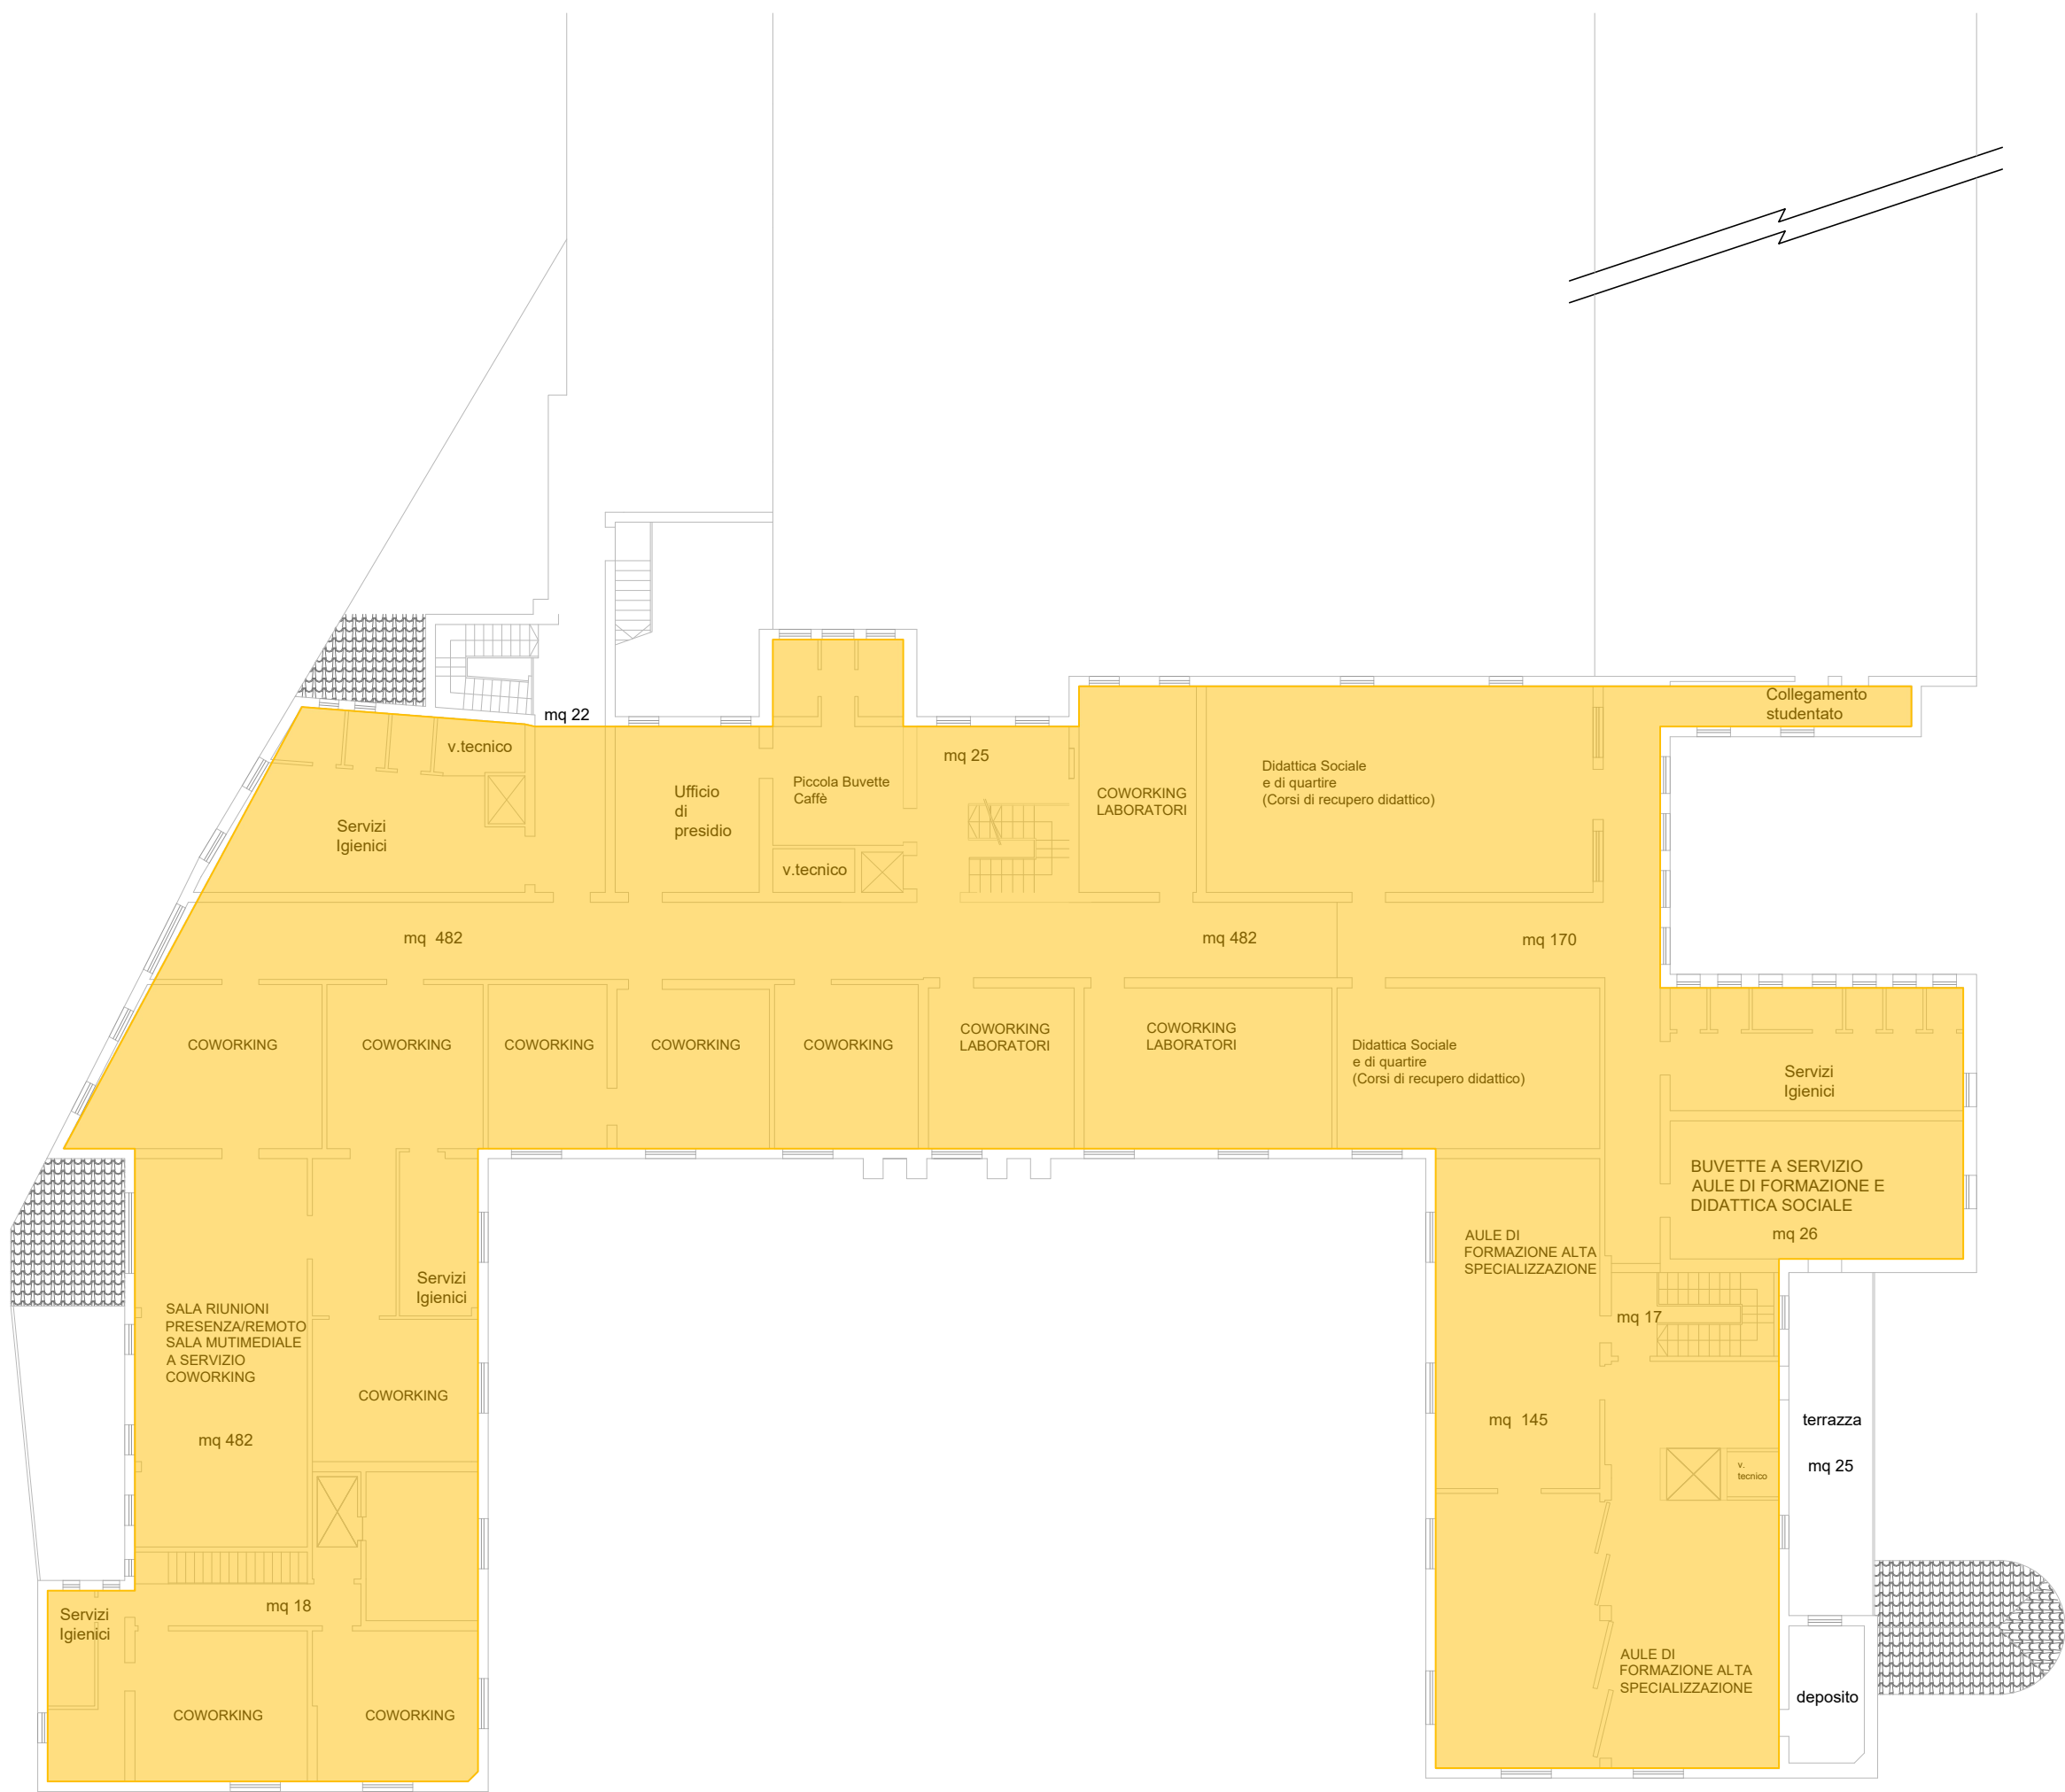 Collegamento
studentato
mq 22
v.tecnico
mq 25
Ufficio
di
presidio
Piccola Buvette
Caffè
COWORKING
LABORATORI
Didattica Sociale
e di quartire
(Corsi di recupero didattico)
Servizi
Igienici
v.tecnico
mq 482
mq 482
mq 170
COWORKING
COWORKING
COWORKING
COWORKING
COWORKING
COWORKING
LABORATORI
COWORKING
LABORATORI
Didattica Sociale
e di quartire
(Corsi di recupero didattico)
Servizi
Igienici
BUVETTE A SERVIZIO
AULE DI FORMAZIONE E
DIDATTICA SOCIALE
mq 26
AULE DI
FORMAZIONE ALTA
SPECIALIZZAZIONE
Servizi
Igienici
SALA RIUNIONI
PRESENZA/REMOTO
SALA MUTIMEDIALE
A SERVIZIO
COWORKING
mq 17
COWORKING
mq 482
mq 145
terrazza
mq 25
v.
tecnico
mq 18
Servizi
Igienici
AULE DI
FORMAZIONE ALTA
SPECIALIZZAZIONE
deposito
COWORKING
COWORKING